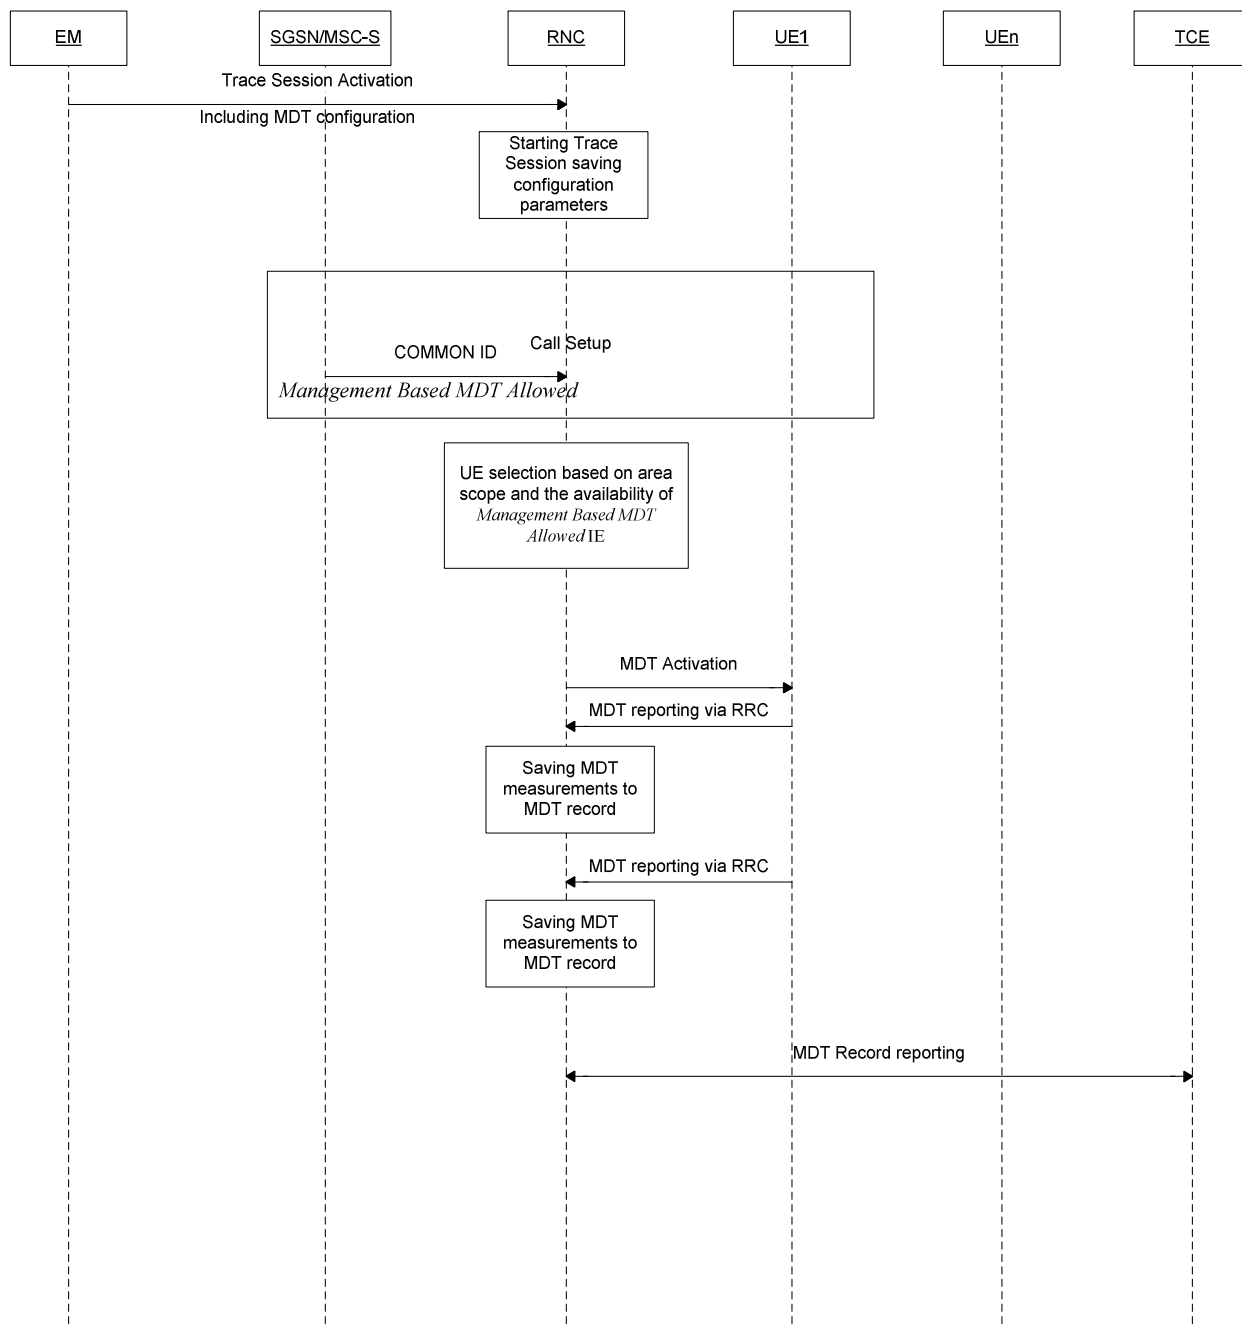 EM
SGSN/MSC-S
RNC
UE1
UEn
TCE
Trace Session Activation
Including MDT configuration
Starting Trace
Session saving
configuration
parameters
Call Setup
COMMON ID
Management Based MDT Allowed
UE selection based on area
scope and the availability of
Management Based MDT
Allowed IE
MDT Activation
MDT reporting via RRC
Saving MDT
measurements to
MDT record
MDT reporting via RRC
Saving MDT
measurements to
MDT record
MDT Record reporting